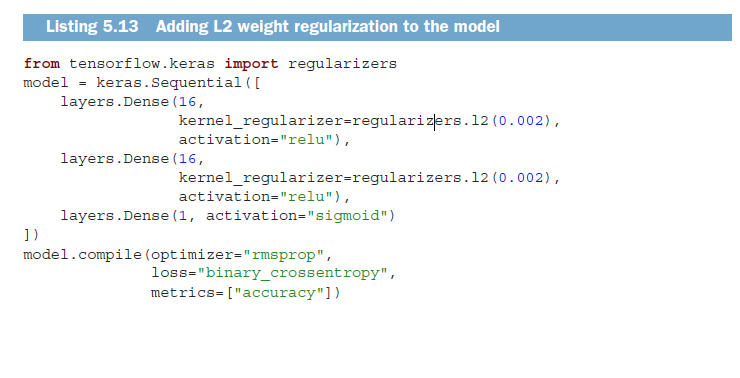 Listing 5.13 Adding L2 weight regularization to the model
from tensorflow.keras import regularizers
model = keras.Sequential([
    layers.Dense(16,
                 kernel_regularizer=regularizers.l2(0.002),
                 activation="relu"),
    layers.Dense(16,
                 kernel_regularizer=regularizers.l2(0.002),
                 activation="relu"),
    layers.Dense(1, activation="sigmoid")
])
model.compile(optimizer="rmsprop",
              loss="binary_crossentropy",
              metrics=["accuracy"])